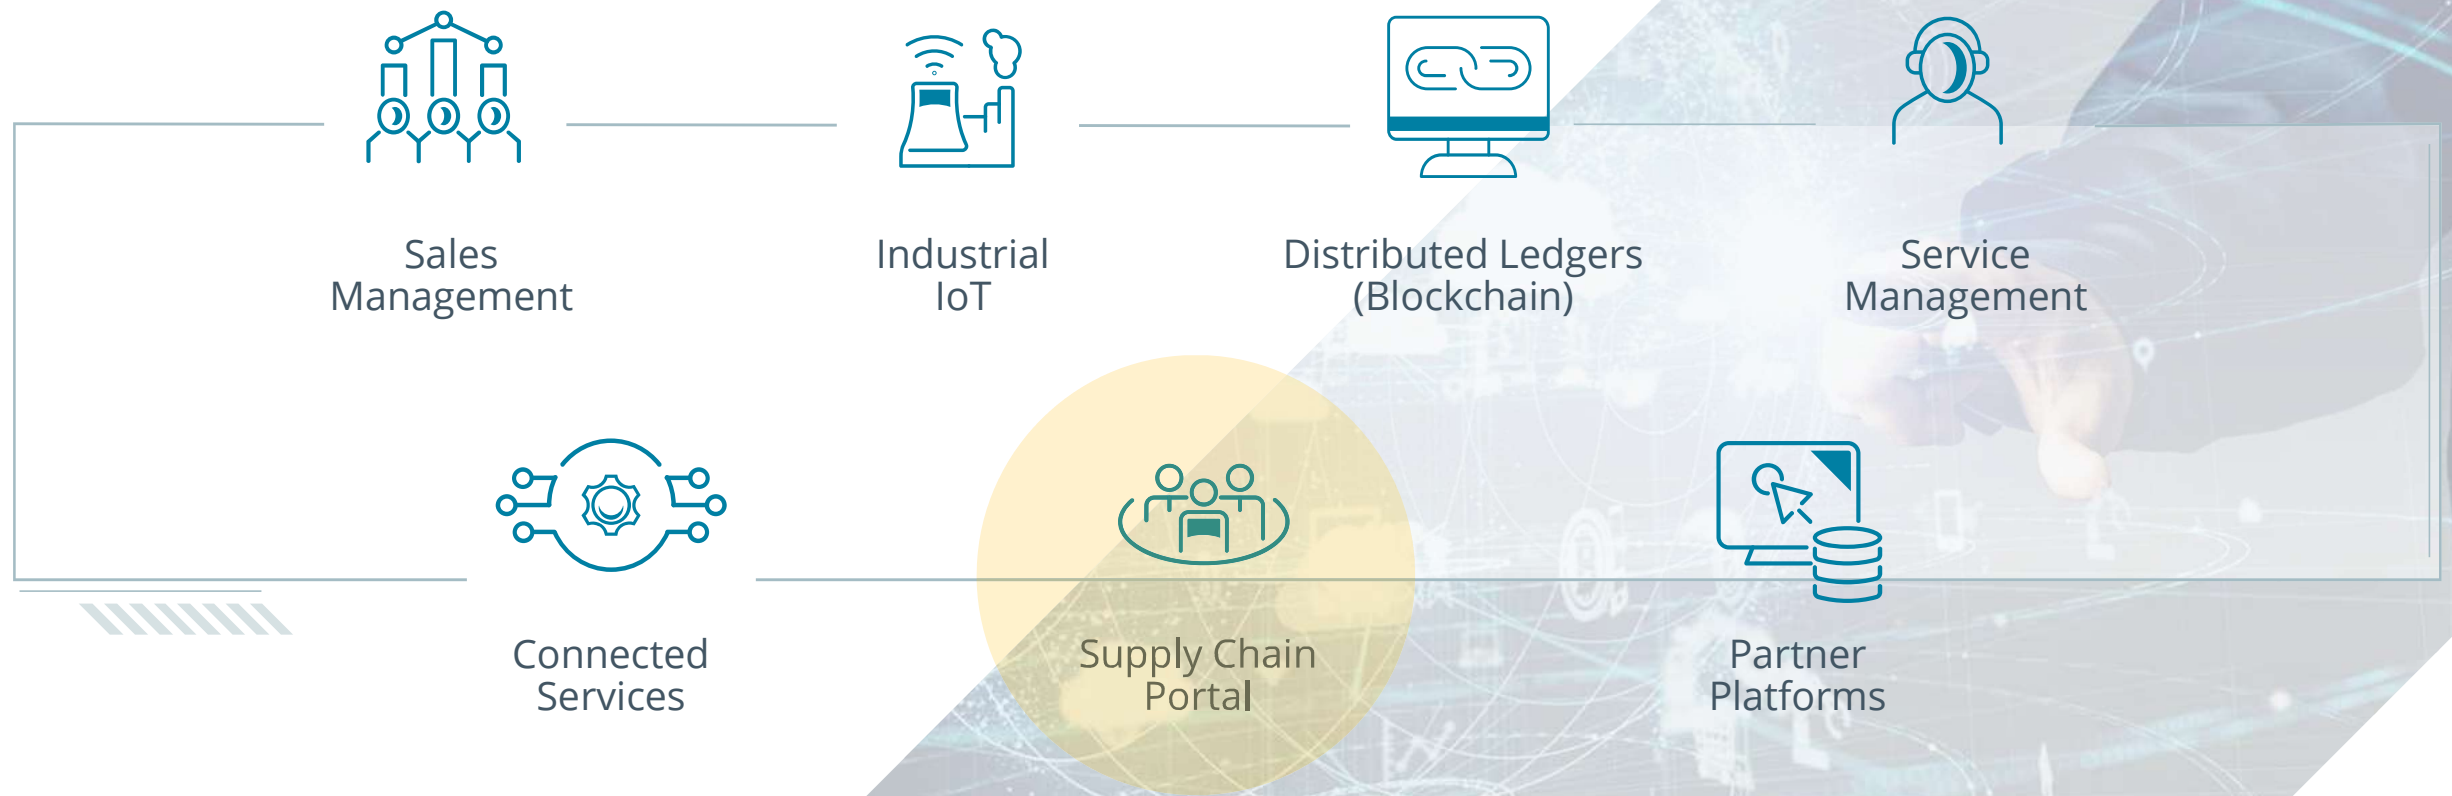 Sales
Management
Industrial
IoT
Distributed Ledgers
(Blockchain)
Service
Management
Connected
Services
Supply Chain
Portal
Partner
Platforms